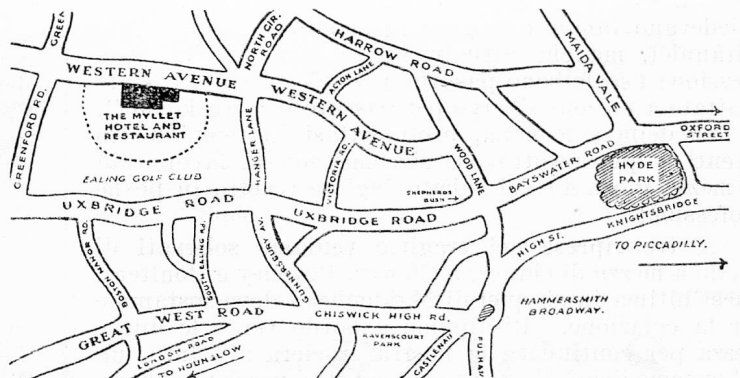 GREEN
NORTH CIR.
ROAD
HARROW ROAD
MAIDA VALE
WESTERN AVENUE
ACTON LANE
WESTERN AVENUE
OXFORD
STREET
GREENFORD RD.
THE MYLLET
HOTEL AND
RESTAURANT
HANGER LANE
VICTORIA RD.
WOOD LANE
BAYSWATER ROAD
HYDE
PARK
EALING GOLF CLUB
SHEPHERDS
BUSH
UXBRIDGE ROAD
UXBRIDGE ROAD
KNIGHTSBRIDGE
HIGH ST.
TO PICCADILLY.
BOSTON MANOR RD.
SOUTH EALING RD.
GUNNERSBURY AV.
HAMMERSMITH
BROADWAY.
GREAT WEST ROAD
CHISWICK HIGH RD.
RAVENSCOURT
PARK
LONDON ROAD
TO HOUNSLOW
CASTLENAU
FULHAM